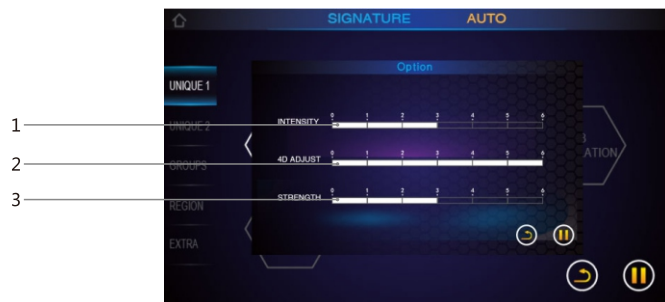 SIGNATURE AUTO
Option
UNIQUE 1
1 INTENSITY 0 1 2 3 4 5 6
UNIQUE 2
2 4D ADJUST 0 1 2 3 4 5 6
GROUPS
ATION
3 STRENGTH 0 1 2 3 4 5 6
REGION
EXTRA